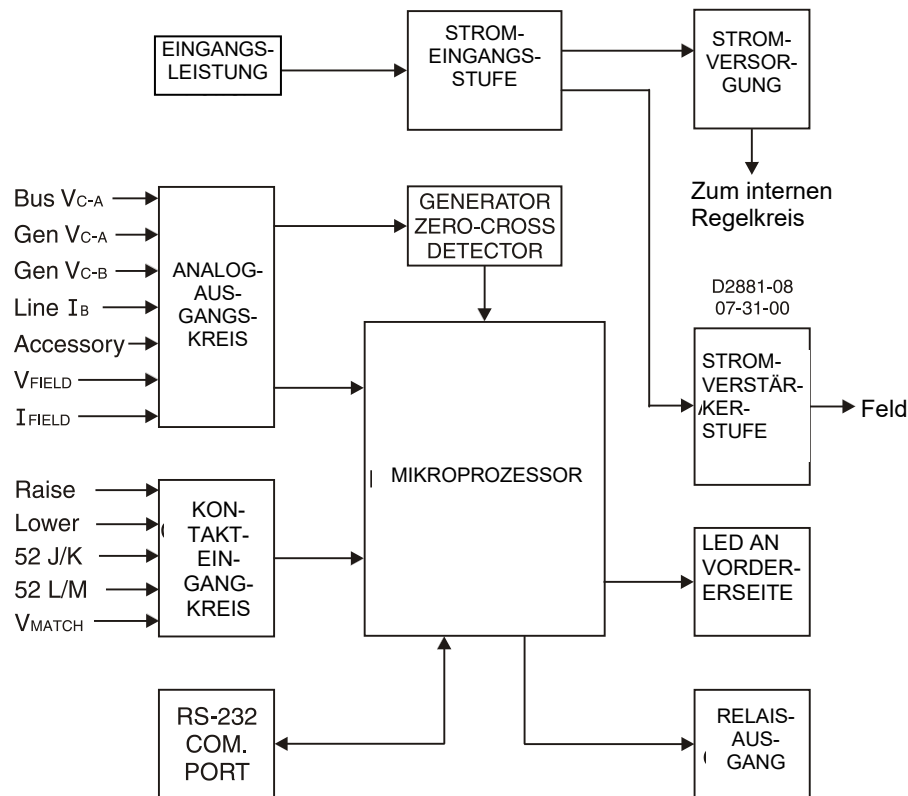 EINGANGS-
LEISTUNG
STROM-
EINGANGS-
STUFE
STROM-
VERSOR-
GUNG
Zum internen
Regelkreis
Bus VC-A
Gen VC-A
Gen VC-B
Line IB
Accessory
VFIELD
IFIELD
ANALOG-
AUS-
GANGS-
KREIS
GENERATOR
ZERO-CROSS
DETECTOR
D2881-08
07-31-00
STROM-
VERSTÄR-
KER-
STUFE
Feld
MIKROPROZESSOR
Raise
Lower
52 J/K
52 L/M
VMATCH
KON-
TAKT-
EIN-
GANG-
KREIS
LED AN
VORDER-
ERSEITE
RS-232
COM.
PORT
RELAIS-
AUS-
GANG